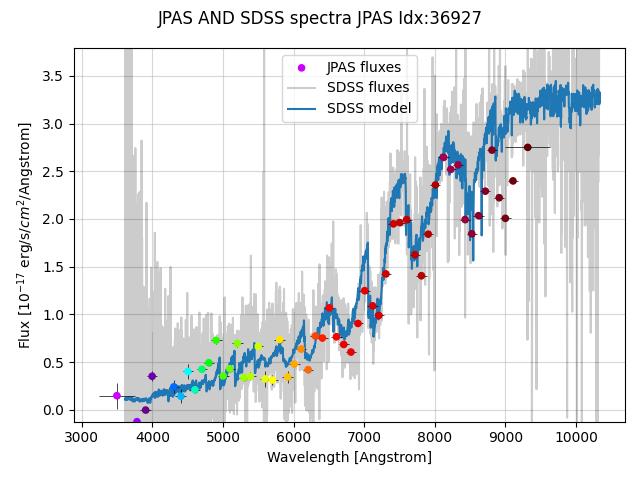 JPAS AND SDSS spectra JPAS Idx:36927
JPAS fluxes
SDSS fluxes
SDSS model
Flux [10⁻¹⁷ erg/s/cm²/Angstrom]
3.5
3.0
2.5
2.0
1.5
1.0
0.5
0.0
3000 4000 5000 6000 7000 8000 9000 10000
Wavelength [Angstrom]